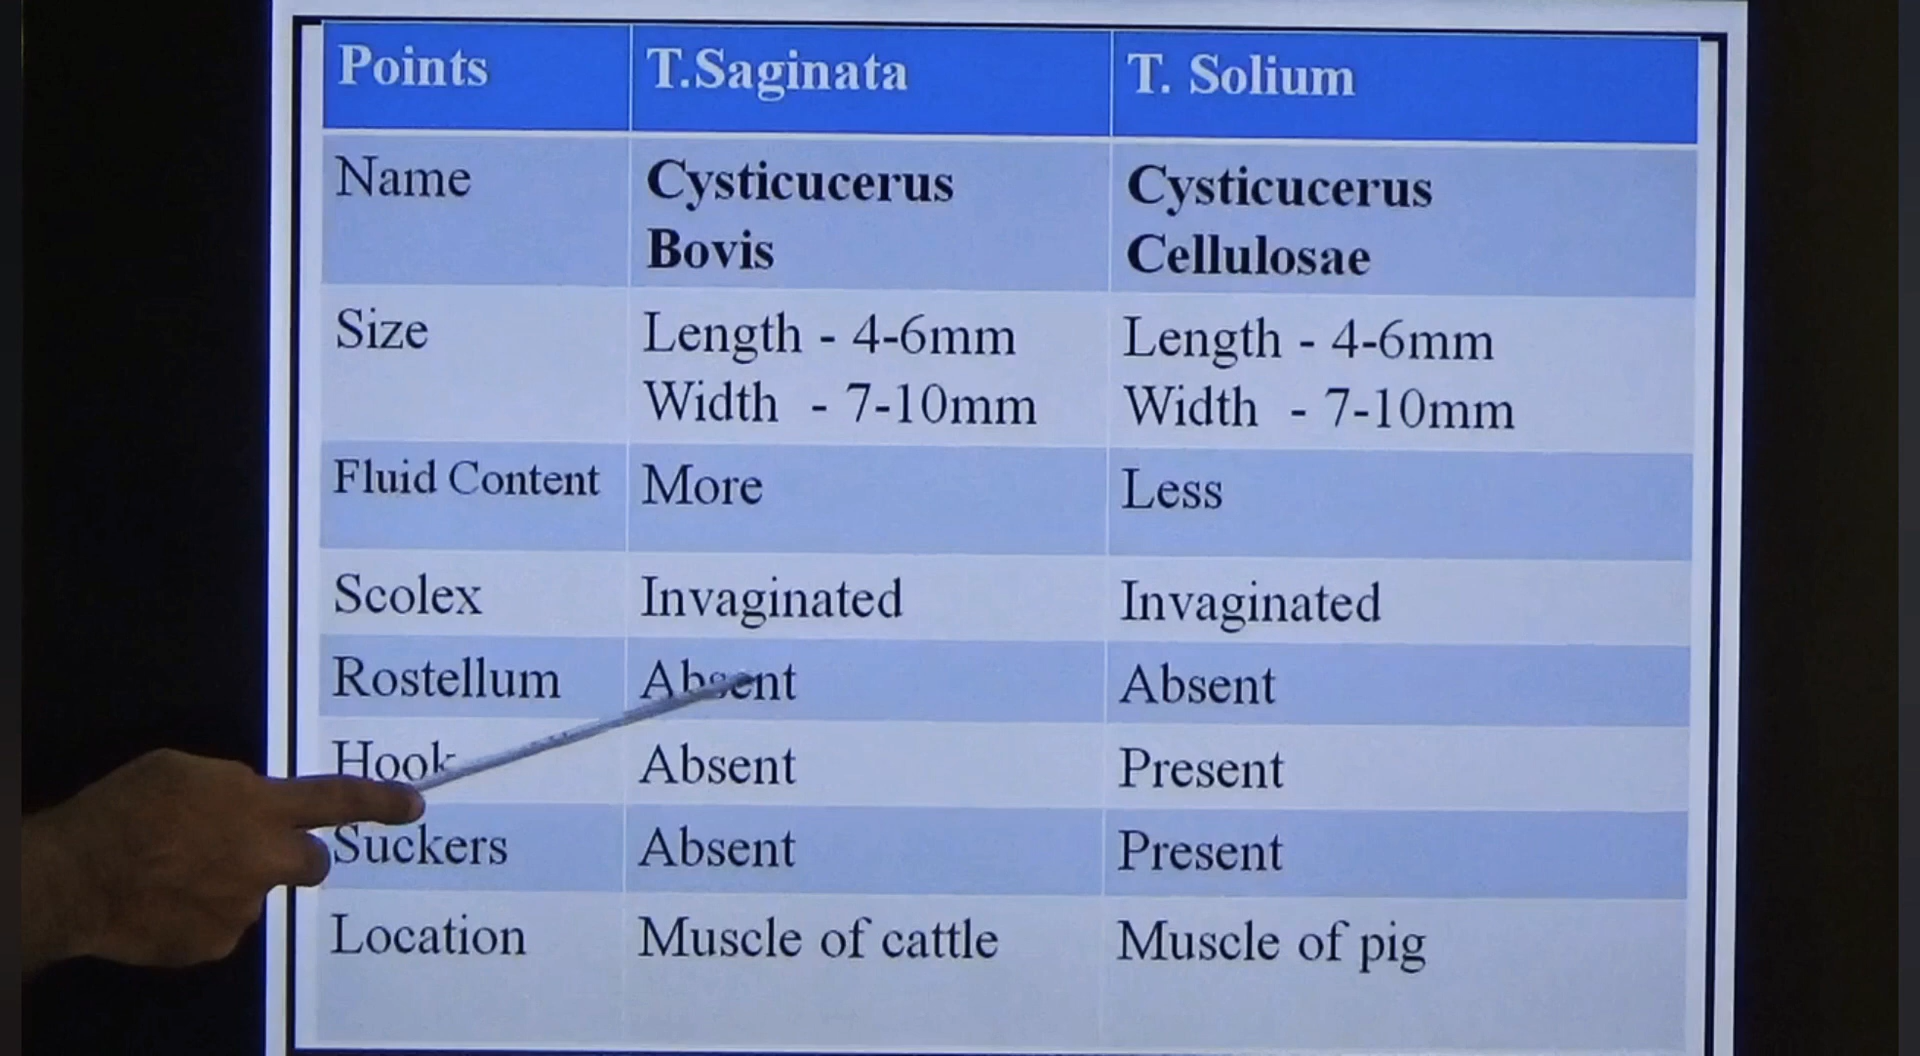 Points T.Saginata T. Solium
Name Cysticucerus Cysticucerus
Bovis Cellulosae
Size Length - 4-6mm Length - 4-6mm
Width - 7-10mm Width - 7-10mm
Fluid Content More Less
Scolex Invaginated Invaginated
Rostellum Absent Absent
Hook Absent Present
Suckers Absent Present
Location Muscle of cattle Muscle of pig